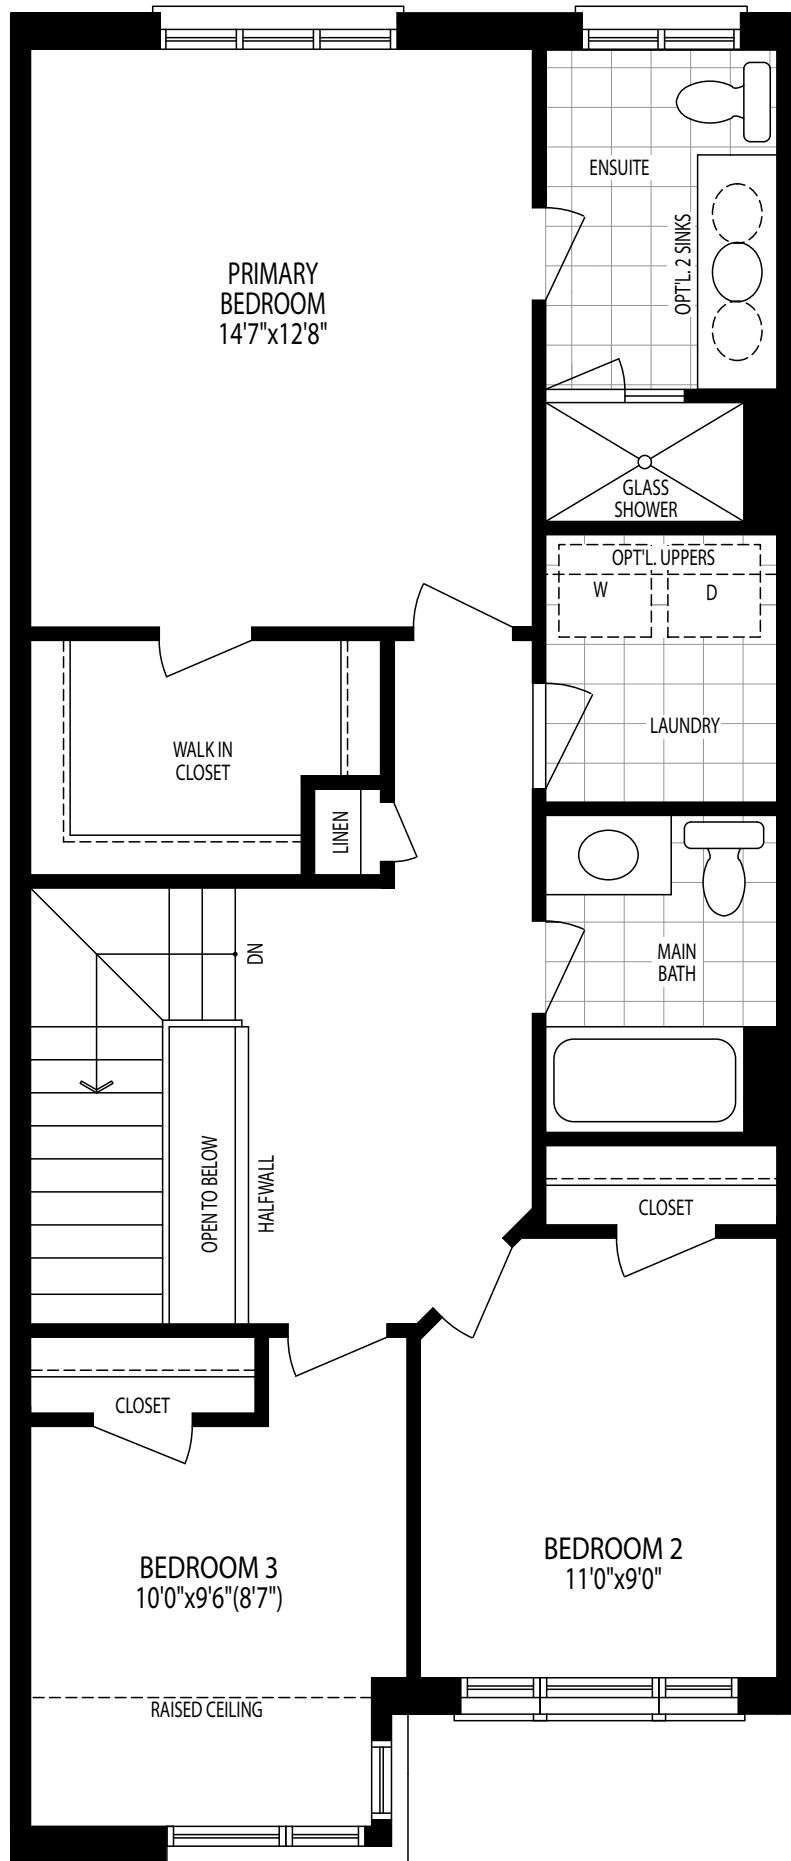 ENSUITE
OPT'L. 2 SINKS
PRIMARY
BEDROOM
14'7"x12'8"
GLASS
SHOWER
OPT'L. UPPERS
W
D
LAUNDRY
WALK IN
CLOSET
LINEN
DN
MAIN
BATH
OPEN TO BELOW
HALFWALL
CLOSET
CLOSET
BEDROOM 2
11'0"x9'0"
BEDROOM 3
10'0"x9'6"(8'7")
RAISED CEILING